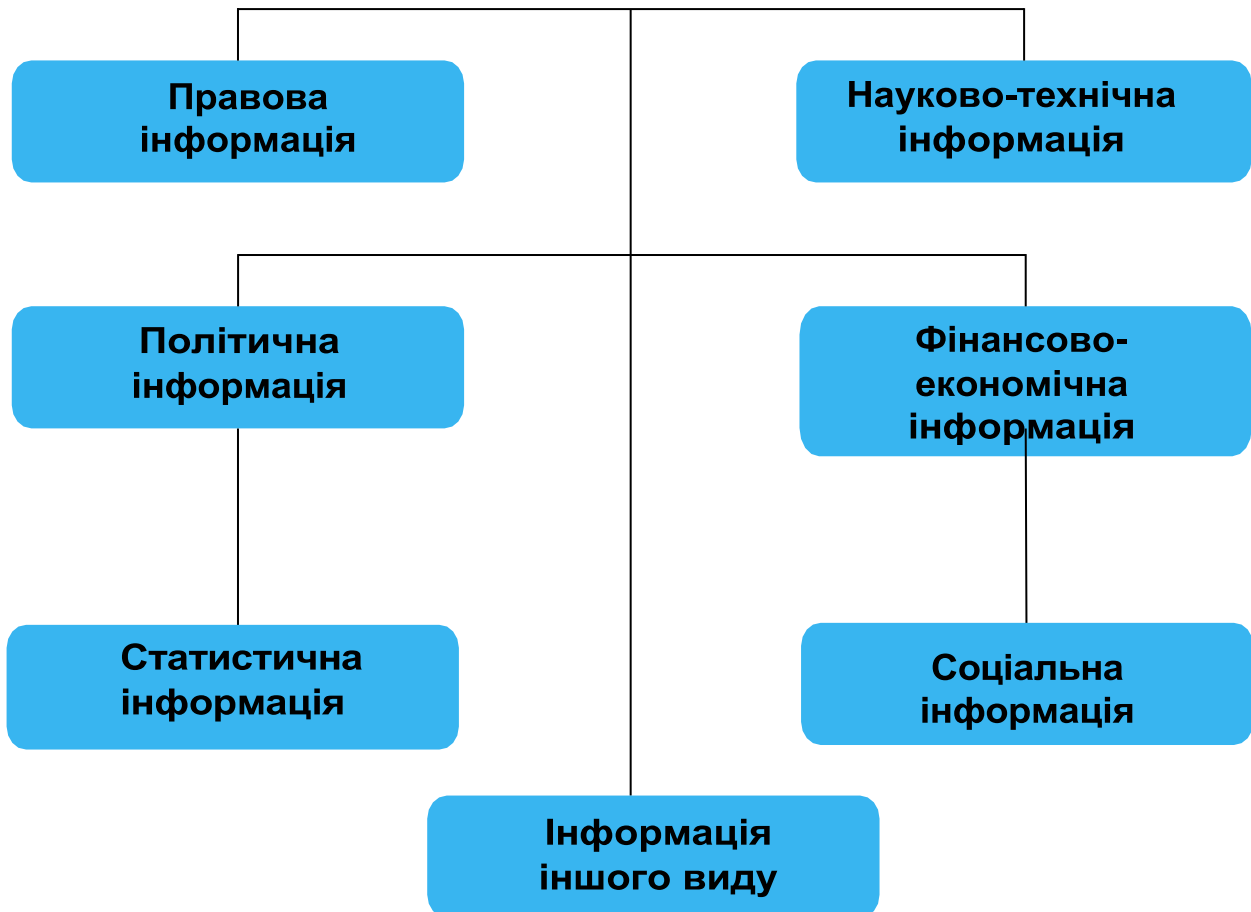 Правова
інформація
Науково-технічна
інформація
Політична
інформація
Фінансово-
економічна
інформація
Статистична
інформація
Соціальна
інформація
Інформація
іншого виду